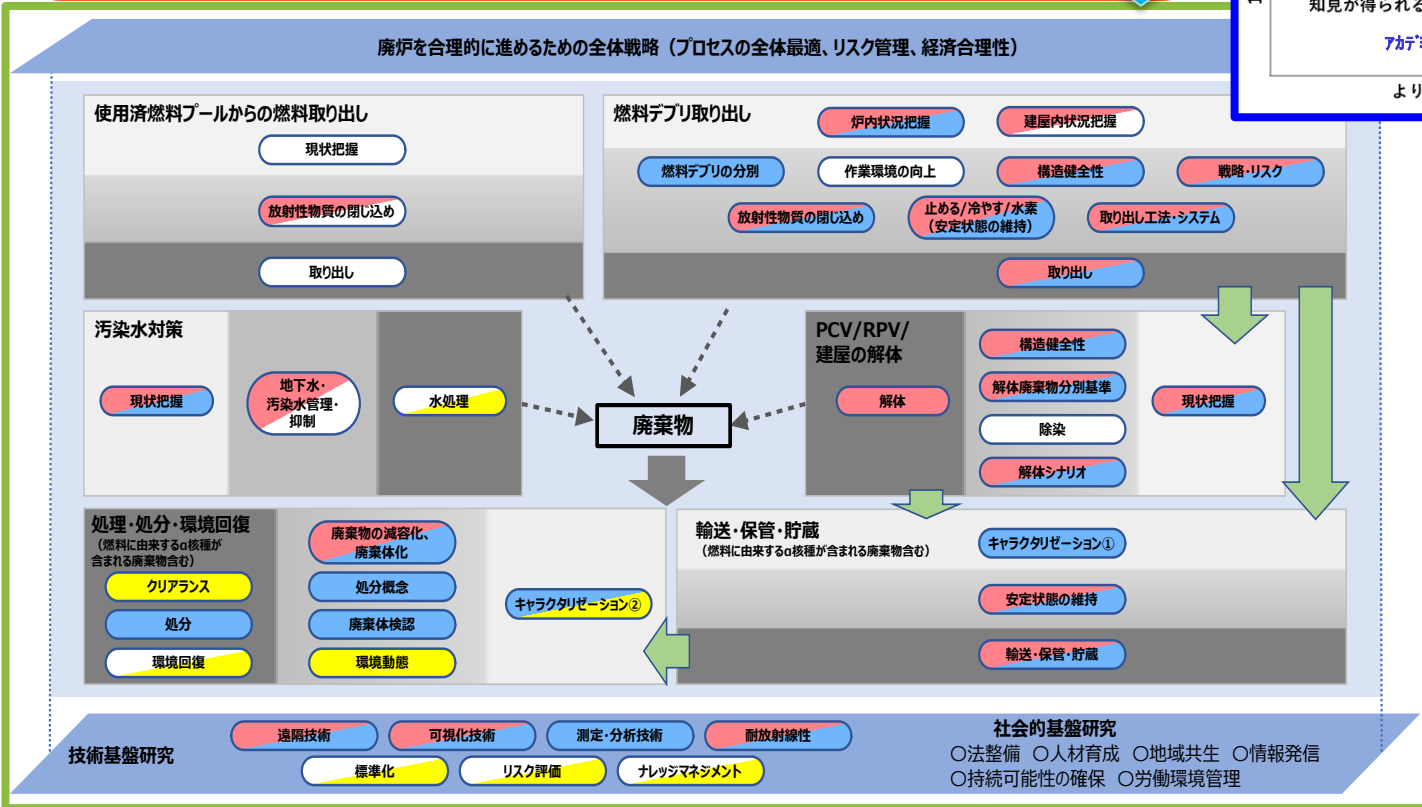 知見が得られる
より
廃炉を合理的に進めるための全体戦略（プロセスの全体最適、リスク管理、経済合理性）
使用済燃料プールからの燃料取り出し
現状把握
放射性物質の閉じ込め
取り出し
燃料デブリ取り出し
炉内状況把握
建屋内状況把握
燃料デブリの分別
作業環境の向上
構造健全性
戦略・リスク
放射性物質の閉じ込め
止める/冷やす/水素
（安定状態の維持）
取り出し工法・システム
取り出し
汚染水対策
現状把握
地下水・
汚染水管理・
抑制
水処理
廃棄物
PCV/RPV/
建屋の解体
解体
構造健全性
解体廃棄物分別基準
除染
解体シナリオ
現状把握
処理・処分・環境回復
（燃料に由来するα核種が
含まれる廃棄物含む）
クリアランス
処分
環境回復
廃棄物の減容化、
廃棄体化
処分概念
廃棄体検認
環境動態
キャラクタリゼーション②
輸送・保管・貯蔵
（燃料に由来するα核種が含まれる廃棄物含む）
キャラクタリゼーション①
安定状態の維持
輸送・保管・貯蔵
技術基盤研究
遠隔技術
可視化技術
測定・分析技術
耐放射線性
標準化
リスク評価
ナレッジマネジメント
社会的基盤研究
〇法整備 〇人材育成 〇地域共生 〇情報発信
〇持続可能性の確保 〇労働環境管理